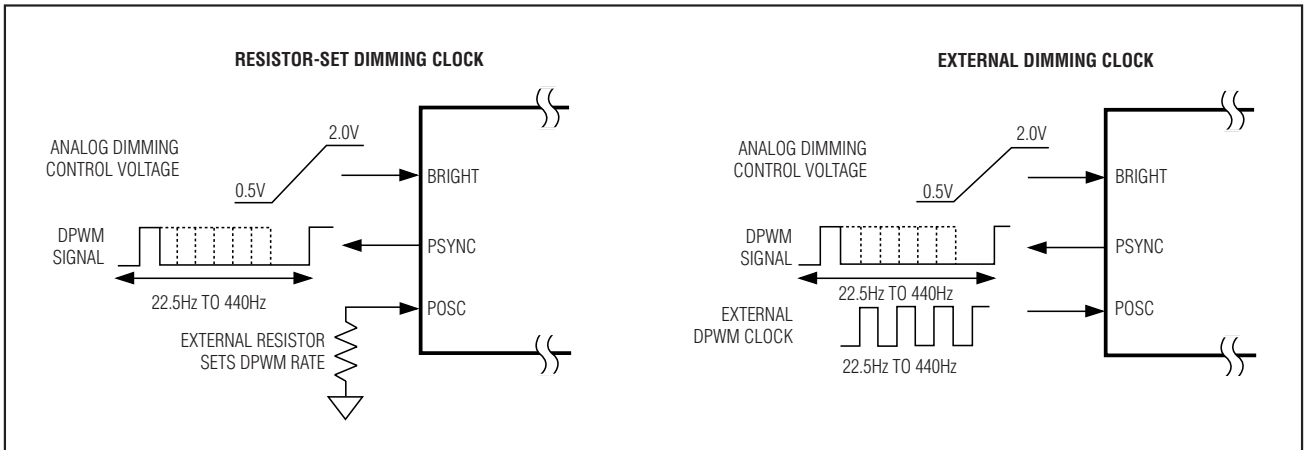 RESISTOR-SET DIMMING CLOCK
ANALOG DIMMING
CONTROL VOLTAGE
0.5V
2.0V
BRIGHT
DPWM
SIGNAL
PSYNC
22.5Hz TO 440Hz
POSC
EXTERNAL RESISTOR
SETS DPWM RATE
EXTERNAL DIMMING CLOCK
ANALOG DIMMING
CONTROL VOLTAGE
0.5V
2.0V
BRIGHT
DPWM
SIGNAL
PSYNC
22.5Hz TO 440Hz
EXTERNAL
DPWM CLOCK
POSC
22.5Hz TO 440Hz